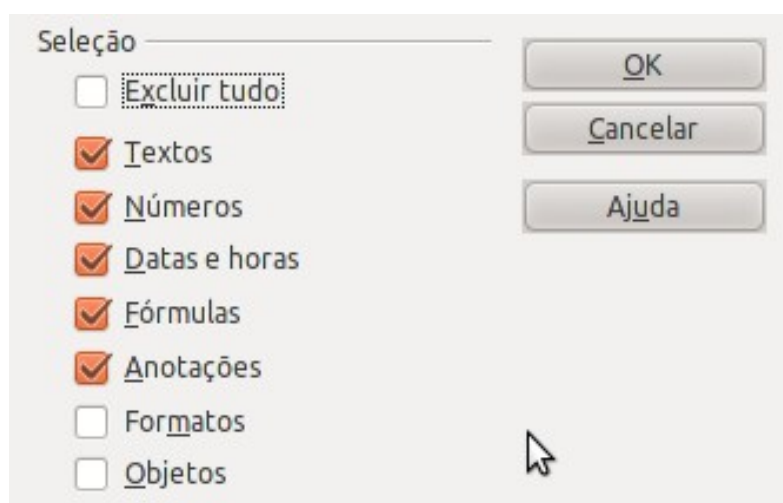 Seleção
Excluir tudo
Textos
Números
Datas e horas
Fórmulas
Anotações
Formatos
Objetos
OK
Cancelar
Ajuda